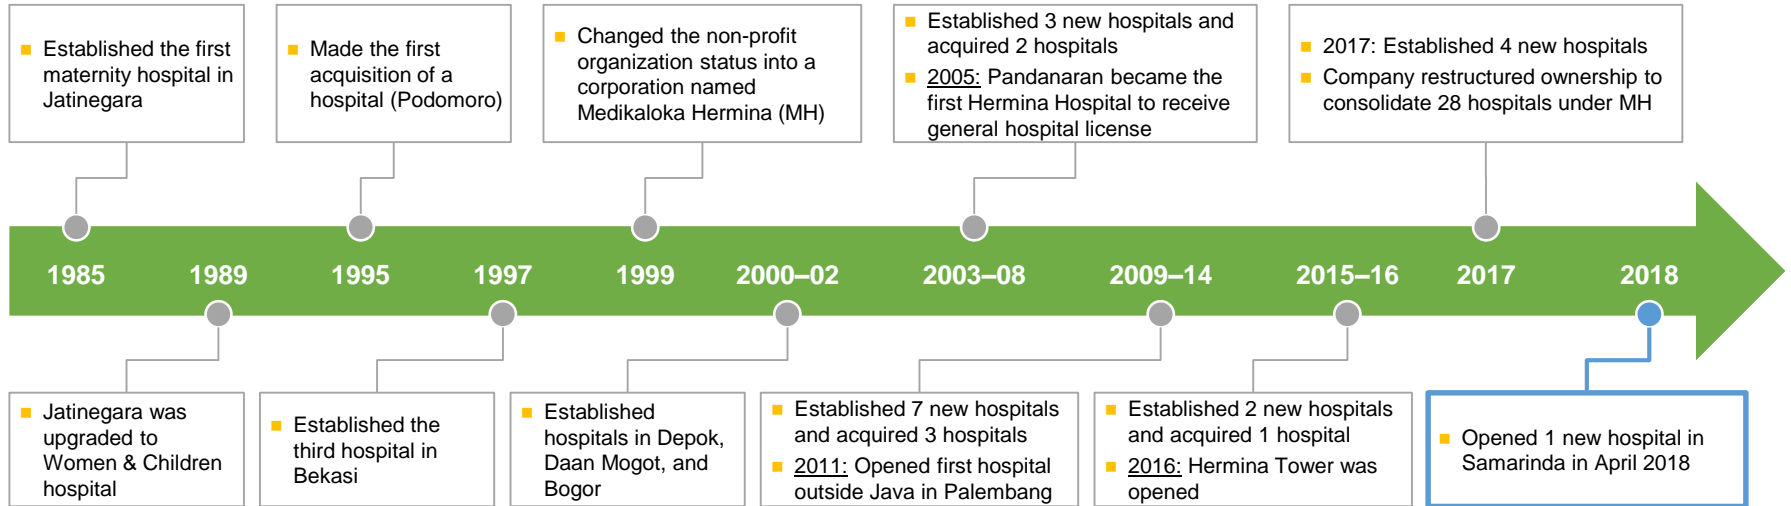 Established the first
maternity hospital in
Jatinegara
Made the first
acquisition of a
hospital (Podomoro)
Changed the non-profit
organization status into a
corporation named
Medikaloka Hermina (MH)
Established 3 new hospitals and
acquired 2 hospitals
2005: Pandanaran became the
first Hermina Hospital to receive
general hospital license
2017: Established 4 new hospitals
Company restructured ownership to
consolidate 28 hospitals under MH
1985
1989
1995
1997
1999
2000–02
2003–08
2009–14
2015–16
2017
2018
Jatinegara was
upgraded to
Women & Children
hospital
Established the
third hospital in
Bekasi
Established
hospitals in Depok,
Daan Mogot, and
Bogor
Established 7 new hospitals
and acquired 3 hospitals
2011: Opened first hospital
outside Java in Palembang
Established 2 new hospitals
and acquired 1 hospital
2016: Hermina Tower was
opened
Opened 1 new hospital in
Samarinda in April 2018